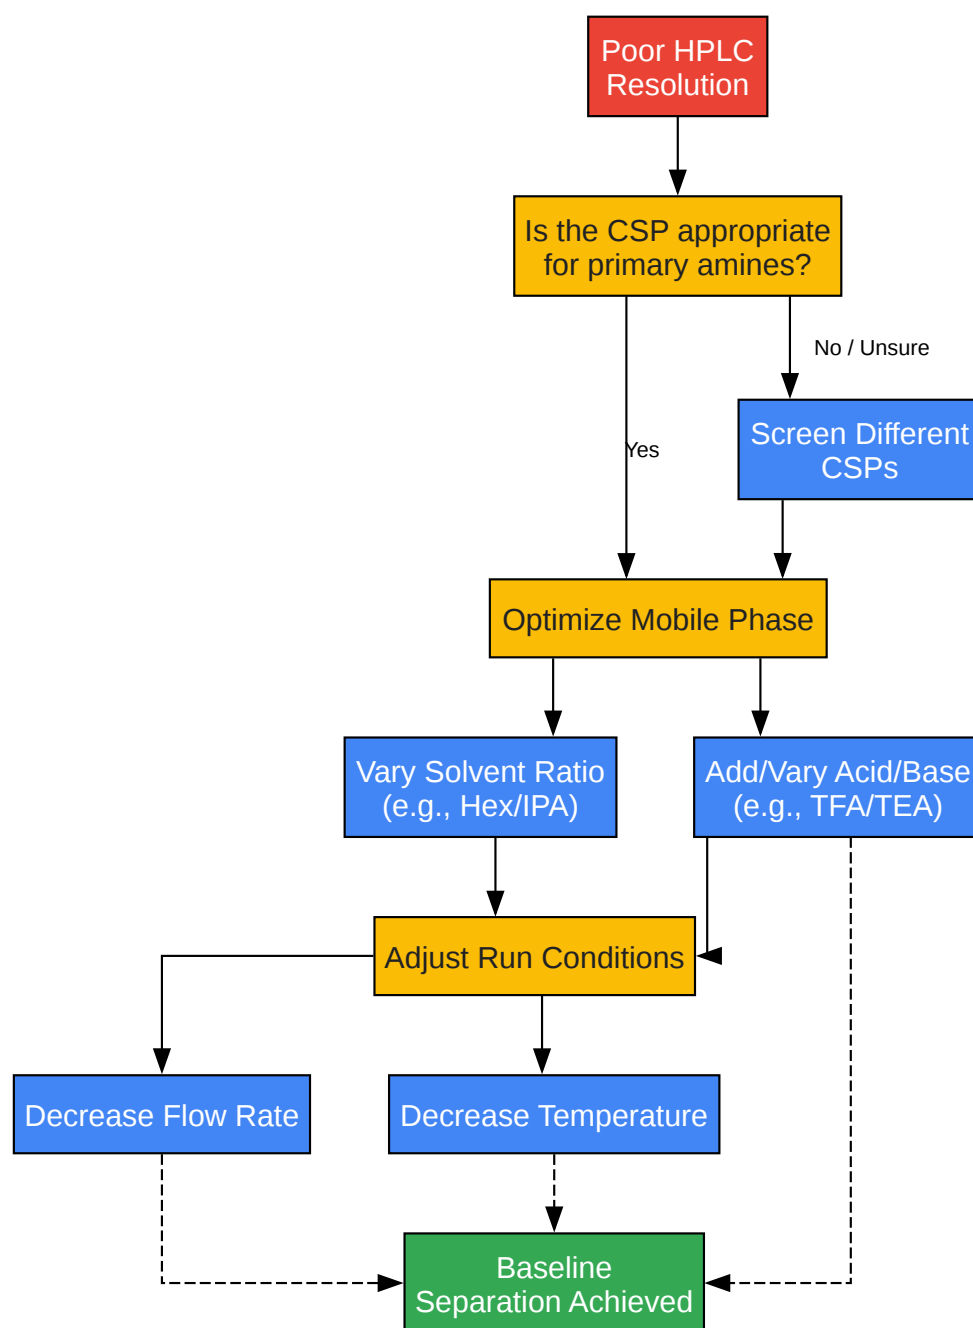 Poor HPLC
Resolution
Is the CSP appropriate
for primary amines?
No / Unsure
Screen Different
CSPs
Yes
Optimize Mobile Phase
Vary Solvent Ratio
(e.g., Hex/IPA)
Add/Vary Acid/Base
(e.g., TFA/TEA)
Adjust Run Conditions
Decrease Flow Rate
Decrease Temperature
Baseline
Separation Achieved